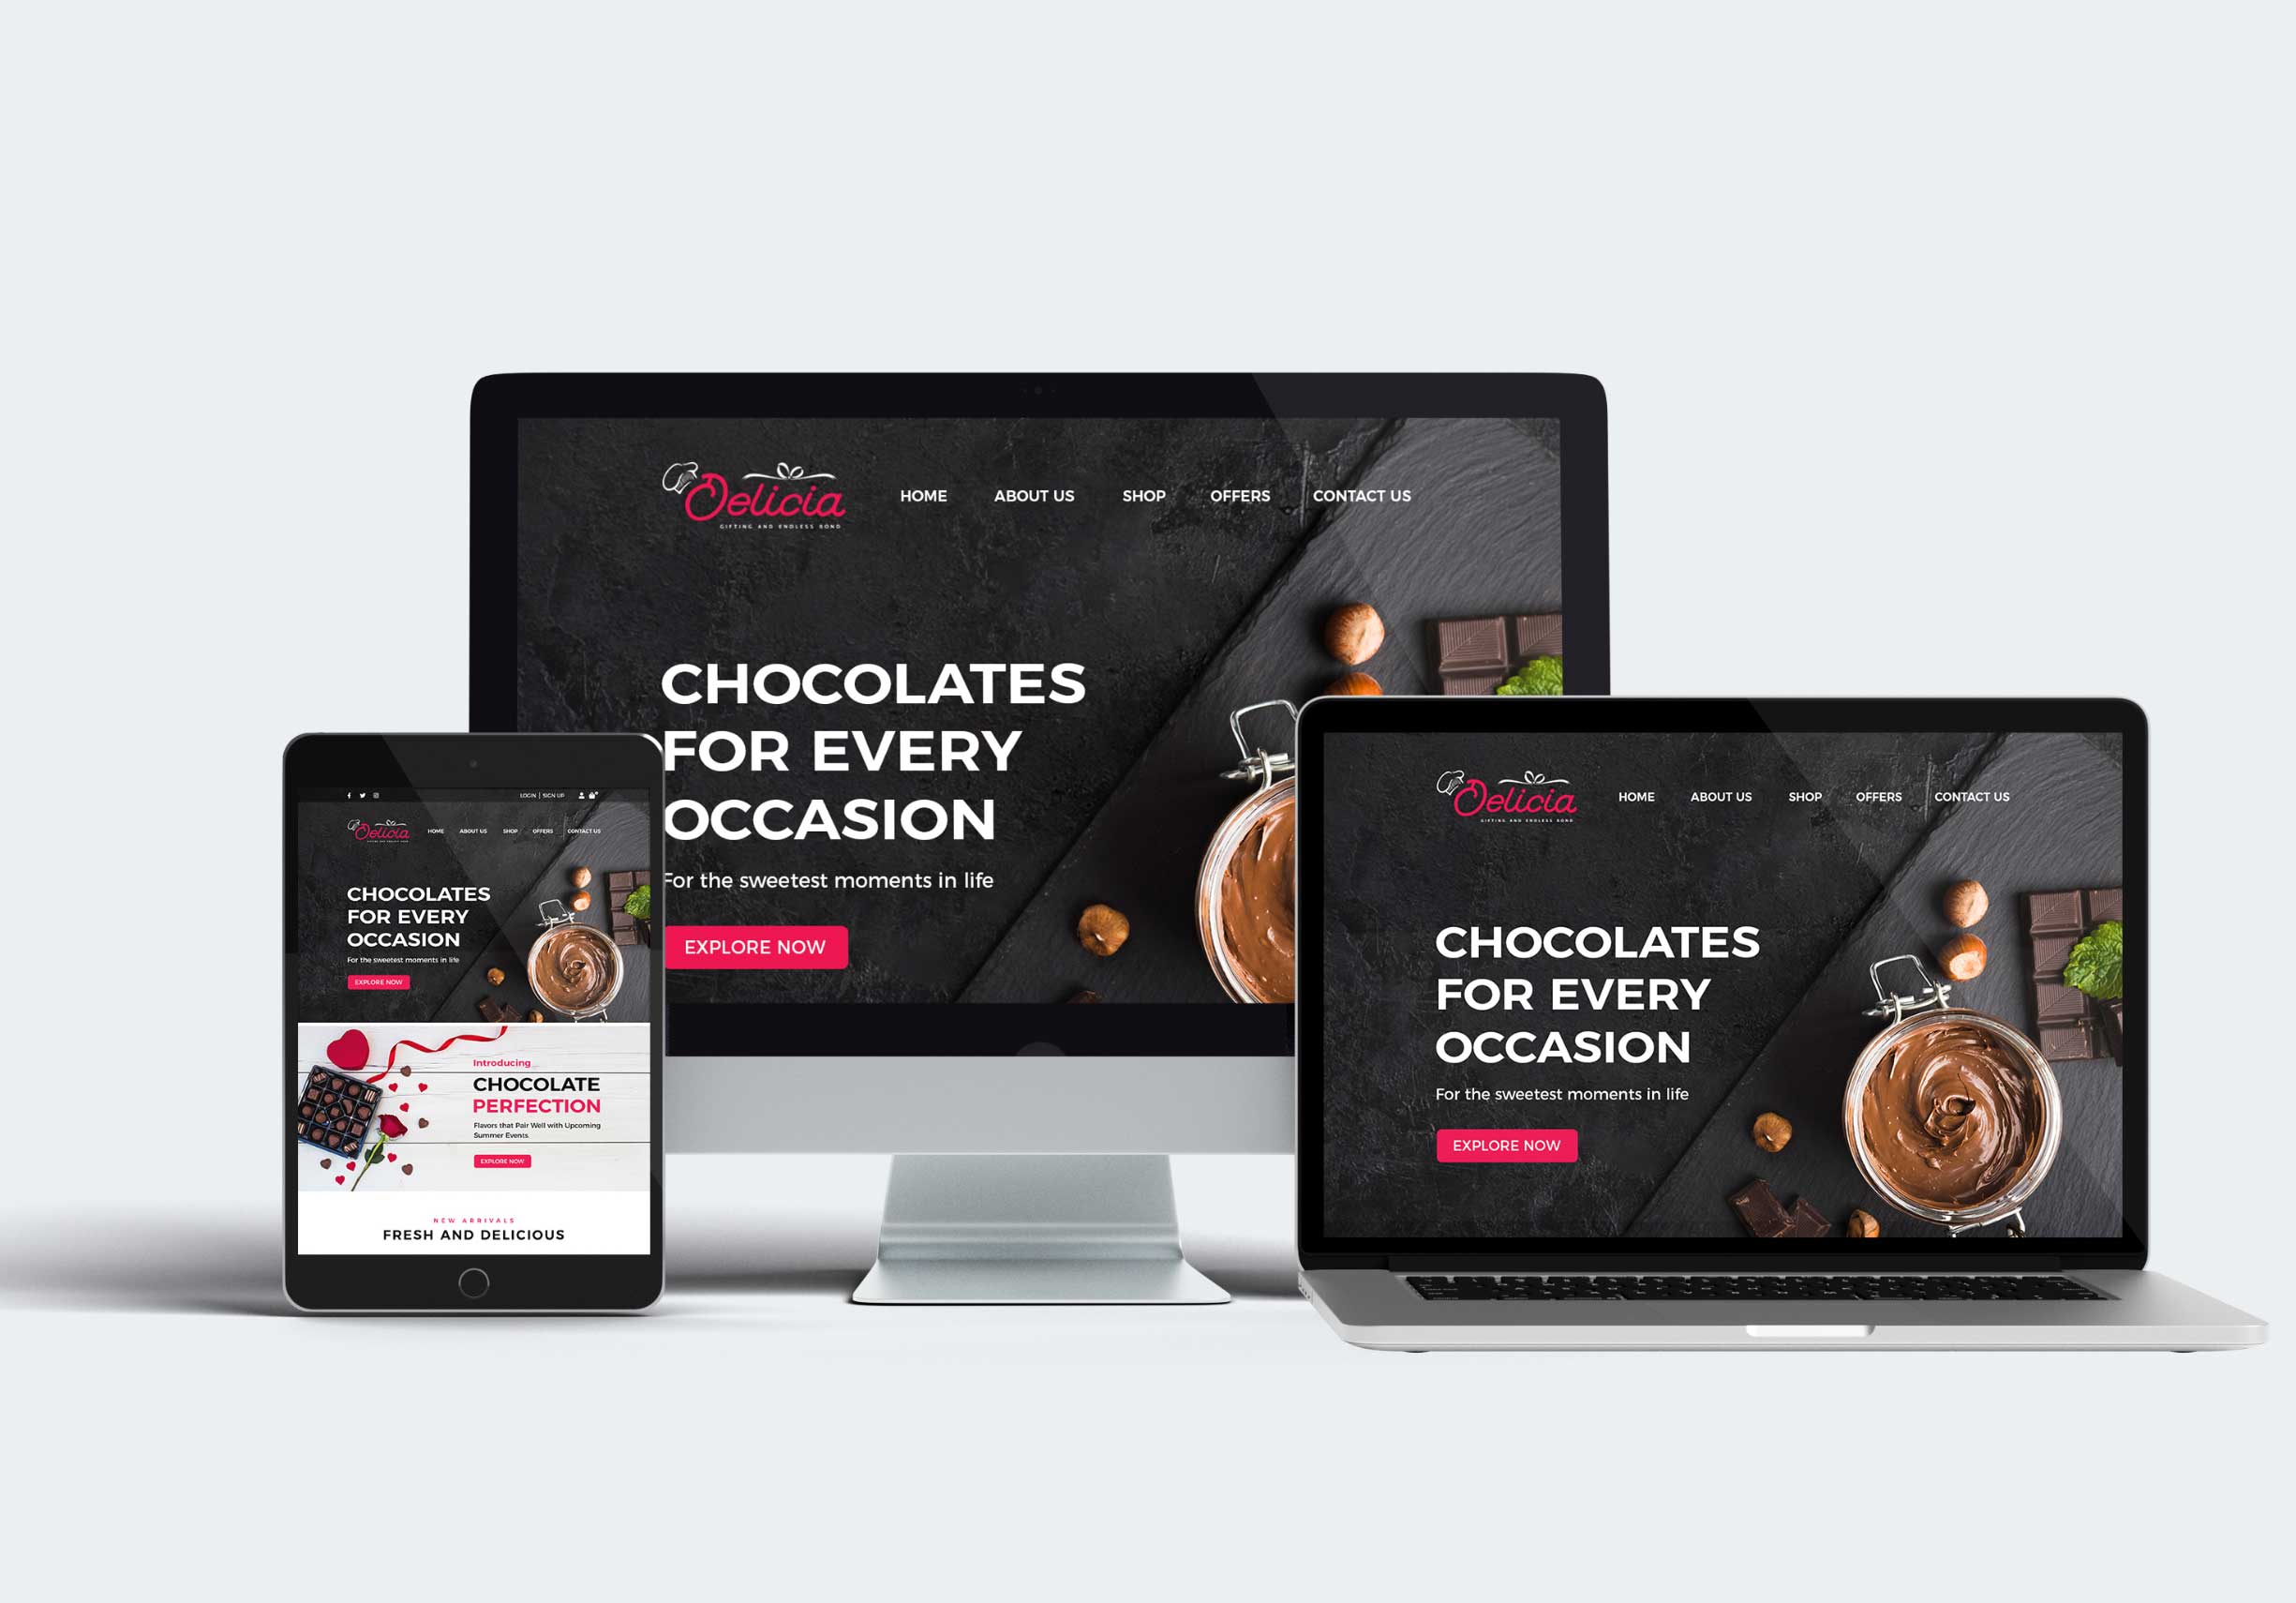 Delicia
GIFTING AND ENDLESS BOND
HOME ABOUT US SHOP OFFERS CONTACT US
CHOCOLATES
FOR EVERY
OCCASION
For the sweetest moments in life
EXPLORE NOW
LOGIN | SIGN UP
Delicia
HOME ABOUT US SHOP OFFERS CONTACT US
CHOCOLATES
FOR EVERY
OCCASION
For the sweetest moments in life
EXPLORE NOW
Introducing
CHOCOLATE
PERFECTION
Flavors that Pair Well with Upcoming
Summer Events.
EXPLORE NOW
NEW ARRIVALS
FRESH AND DELICIOUS
Delicia
GIFTING AND ENDLESS BOND
HOME ABOUT US SHOP OFFERS CONTACT US
CHOCOLATES
FOR EVERY
OCCASION
For the sweetest moments in life
EXPLORE NOW